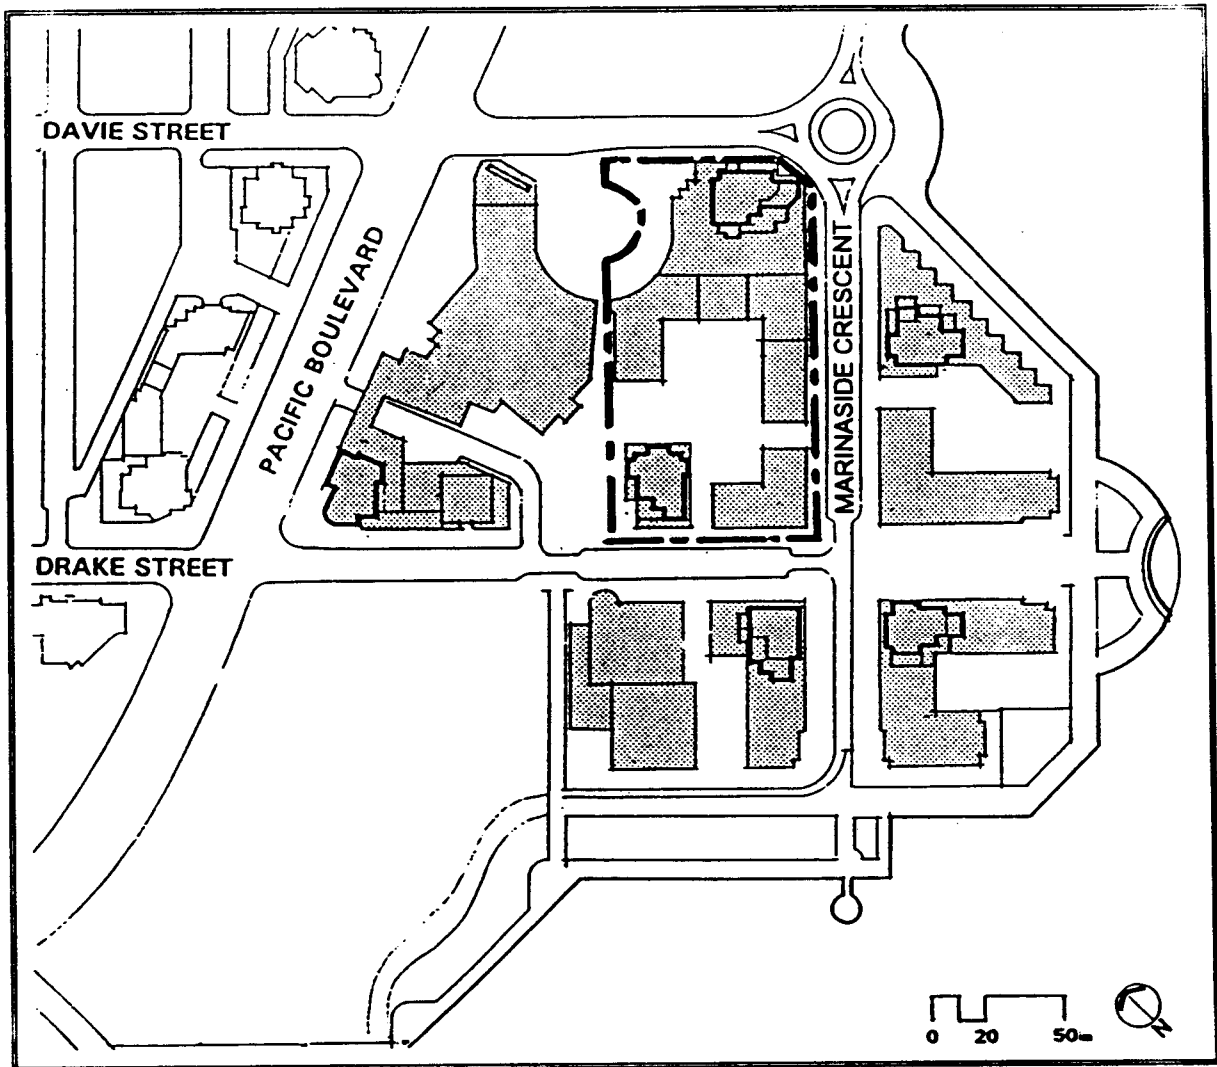 DAVIE STREET
PACIFIC BOULEVARD
MARINASIDE CRESCENT
DRAKE STREET
0 20 50m
N